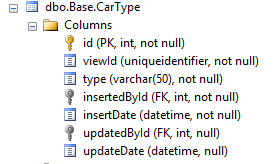 dbo.Base.CarType
Columns
id (PK, int, not null)
viewId (uniqueidentifier, not null)
type (varchar(50), not null)
insertedById (FK, int, not null)
insertDate (datetime, not null)
updatedById (FK, int, null)
updateDate (datetime, null)